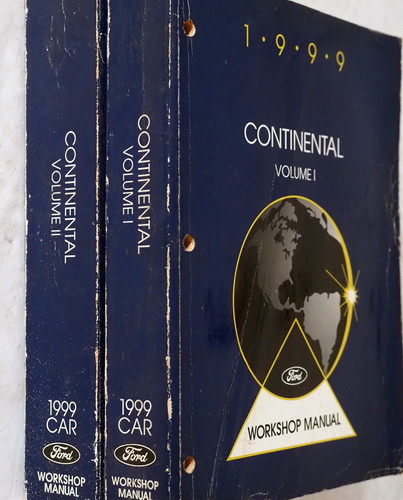 CONTINENTAL
VOLUME II
1999
CAR
Ford
WORKSHOP
MANUAL
CONTINENTAL
VOLUME I
1999
CAR
Ford
WORKSHOP
MANUAL
1·9·9·9
CONTINENTAL
VOLUME I
Ford
WORKSHOP MANUAL